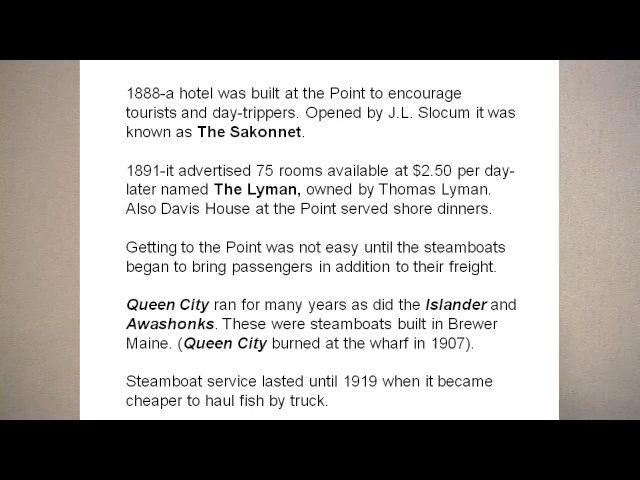 1888-a hotel was built at the Point to encourage
tourists and day-trippers. Opened by J.L. Slocum it was
known as The Sakonnet.
1891-it advertised 75 rooms available at $2.50 per day-
later named The Lyman, owned by Thomas Lyman.
Also Davis House at the Point served shore dinners.
Getting to the Point was not easy until the steamboats
began to bring passengers in addition to their freight.
Queen City ran for many years as did the Islander and
Awashonks. These were steamboats built in Brewer
Maine. (Queen City burned at the wharf in 1907).
Steamboat service lasted until 1919 when it became
cheaper to haul fish by truck.